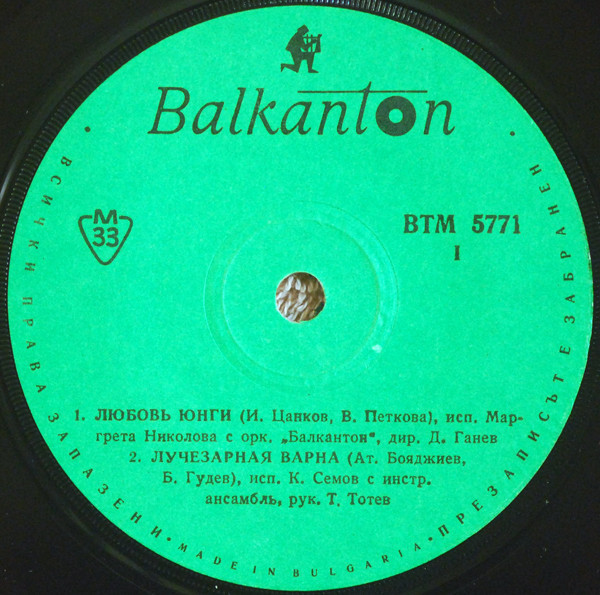 Balkanton
M
33
ВТМ 5771
I
1. ЛЮБОВЬ ЮНГИ (И. Цанков, В. Петкова), исп. Мар-
грета Николова с орк. „Балкантон", дир. Д. Ганев
2. ЛУЧЕЗАРНАЯ ВАРНА (Ат. Бояджиев,
Б. Гудев), исп. К. Семов с инстр.
ансамбль, рук. Т. Тотев
• ВСИЧКИ ПРАВА ЗАПАЗЕНИ • MADE IN BULGARIA • ПРЕЗАПИСЪТ Е ЗАБРАНЕН •